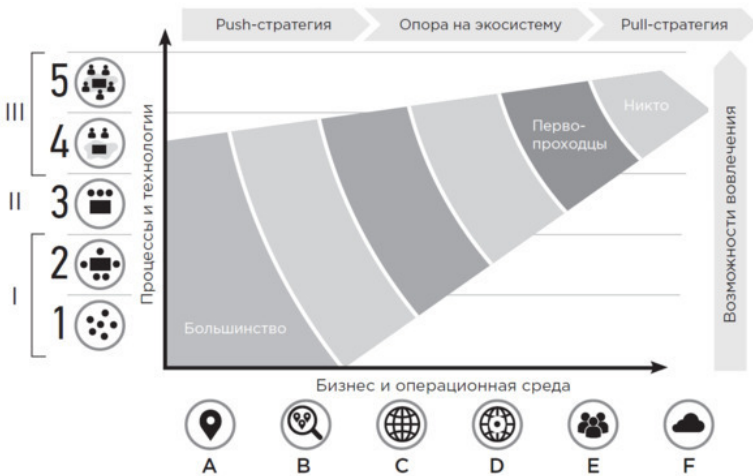 Push-стратегия
Опора на экосистему
Pull-стратегия
III
5
4
II
3
I
2
1
Процессы и технологии
Большинство
Перво-
проходцы
Никто
Возможности вовлечения
Бизнес и операционная среда
A
B
C
D
E
F